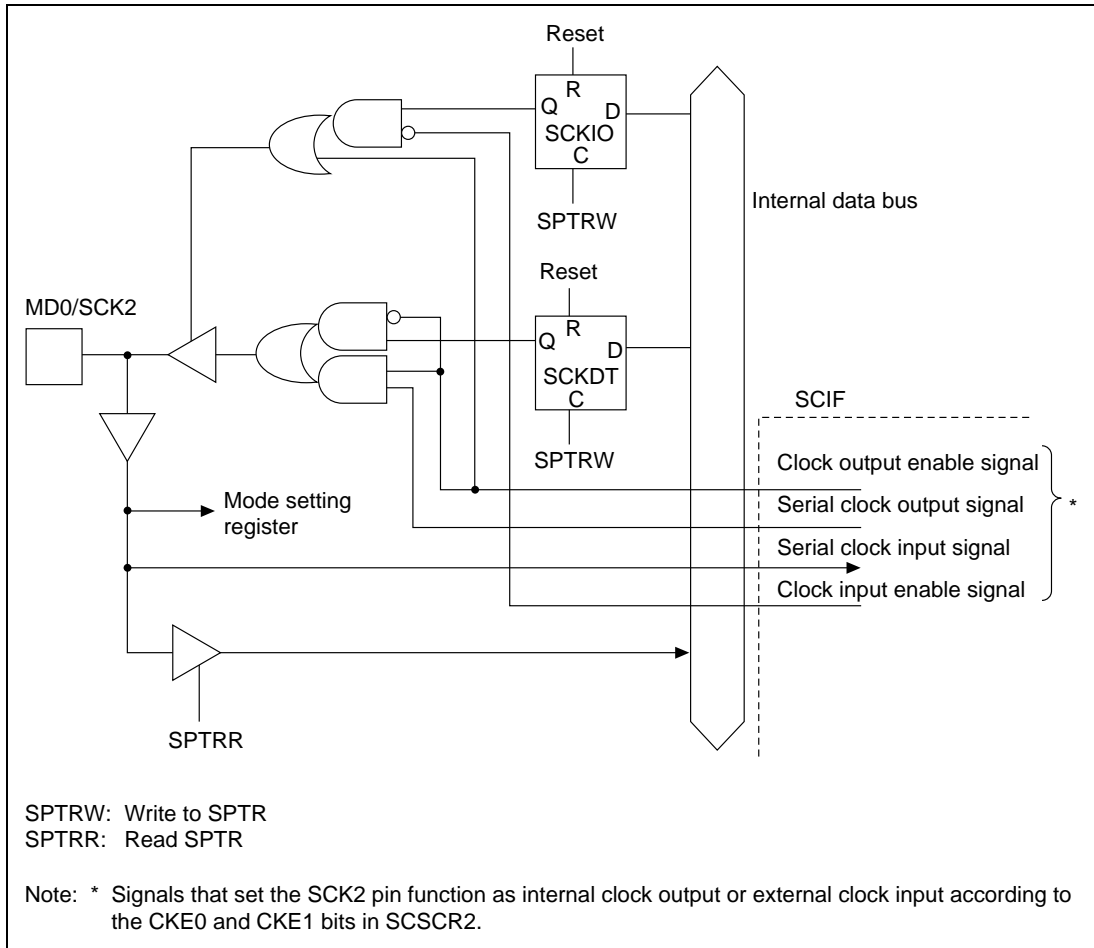 Reset
R
Q
D
SCKIO
C
Internal data bus
SPTRW
Reset
MD0/SCK2
R
Q
D
SCKDT
C
SCIF
SPTRW
Clock output enable signal
Serial clock output signal
*
Mode setting
register
Serial clock input signal
Clock input enable signal
SPTRR
SPTRW: Write to SPTR
SPTRR: Read SPTR
Note: * Signals that set the SCK2 pin function as internal clock output or external clock input according to
the CKE0 and CKE1 bits in SCSCR2.